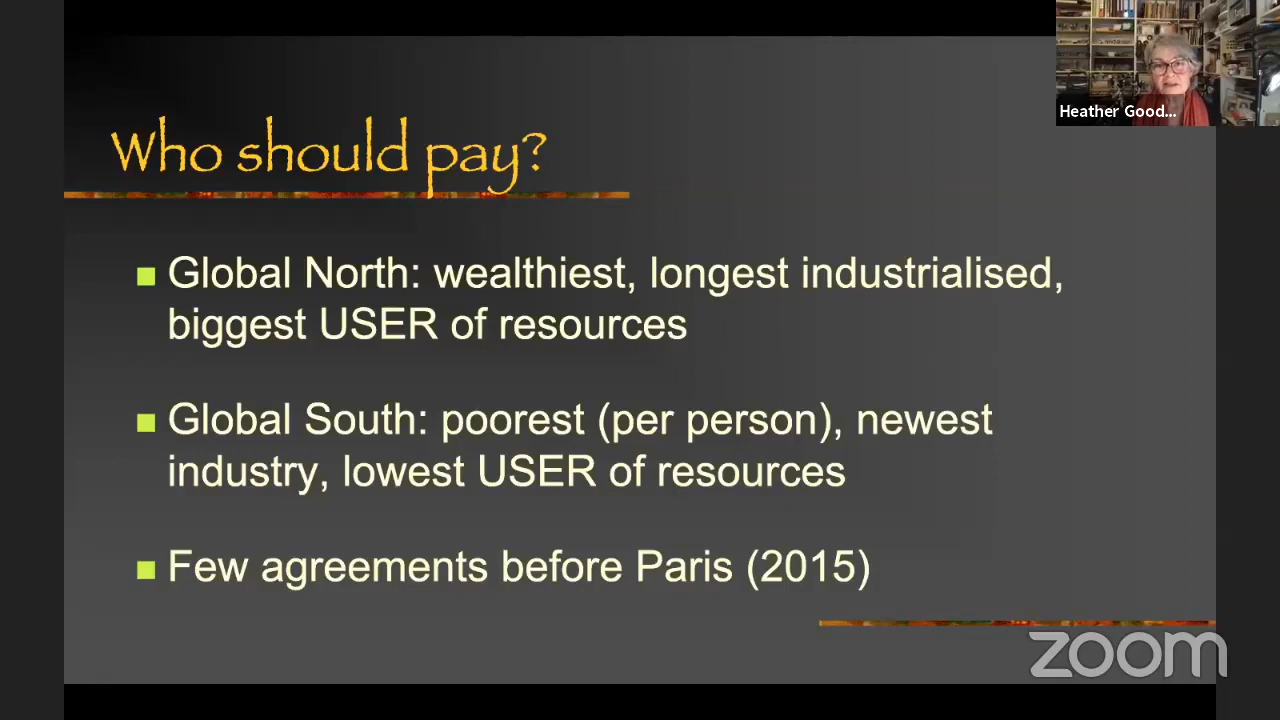 Heather Good...
Who should pay?
Global North: wealthiest, longest industrialised,
biggest USER of resources
Global South: poorest (per person), newest
industry, lowest USER of resources
Few agreements before Paris (2015)
zoom